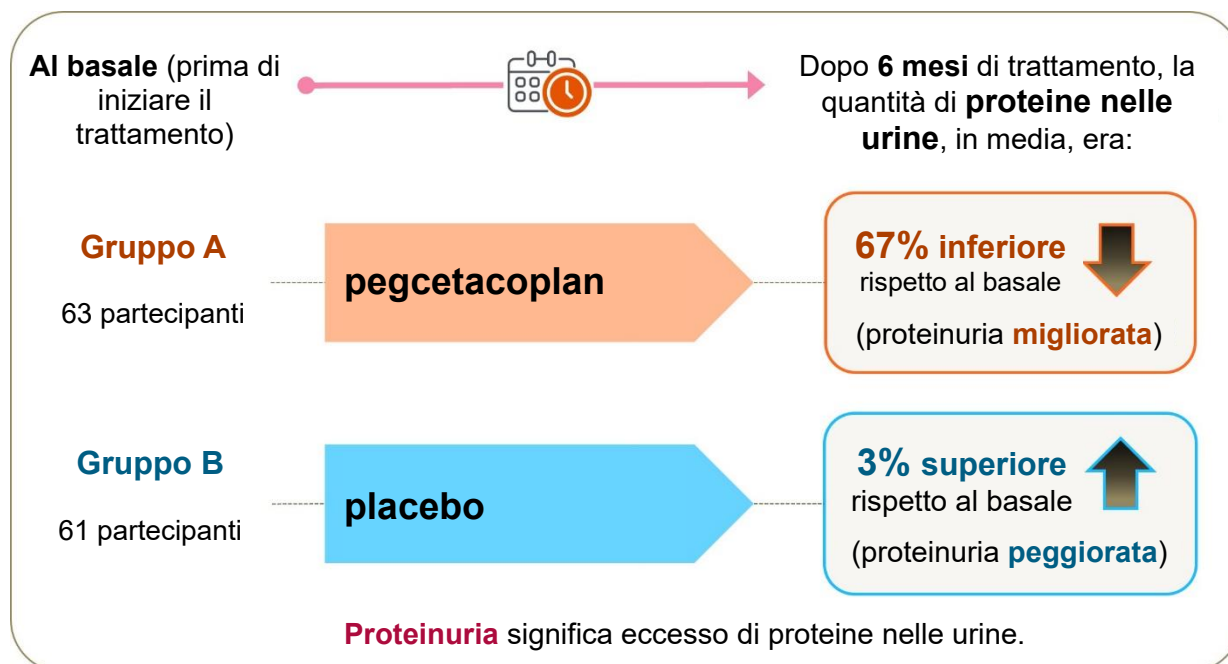 Al basale (prima di
iniziare il
trattamento)
Dopo 6 mesi di trattamento, la
quantità di proteine nelle
urine, in media, era:
Gruppo A
63 partecipanti
pegcetacoplan
67% inferiore
rispetto al basale
(proteinuria migliorata)
Gruppo B
61 partecipanti
placebo
3% superiore
rispetto al basale
(proteinuria peggiorata)
Proteinuria significa eccesso di proteine nelle urine.